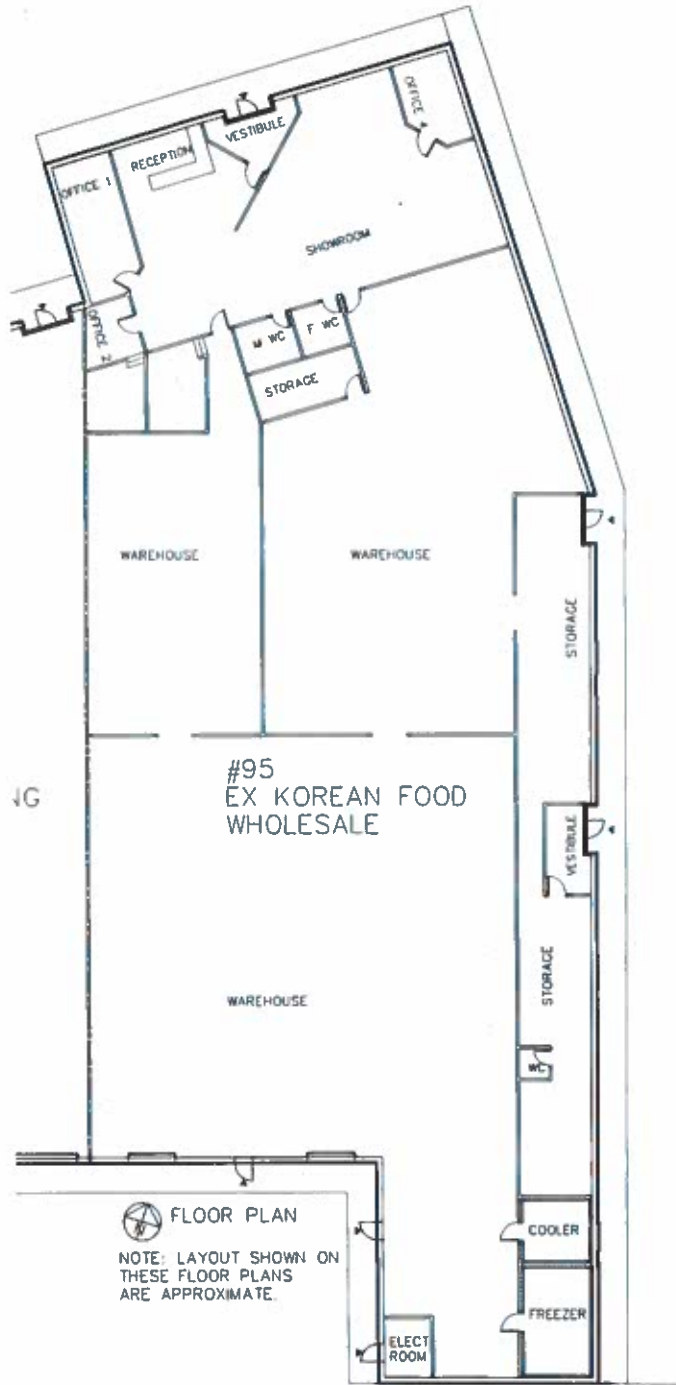 OFFICE 4
VESTIBULE
RECEPTION
OFFICE 1
SHOWROOM
OFFICE 2
M WC
F WC
STORAGE
WAREHOUSE
WAREHOUSE
STORAGE
#95
EX KOREAN FOOD
WHOLESALE
VESTIBULE
STORAGE
WAREHOUSE
WC
FLOOR PLAN
N
NOTE: LAYOUT SHOWN ON
THESE FLOOR PLANS
ARE APPROXIMATE.
COOLER
FREEZER
ELECT
ROOM